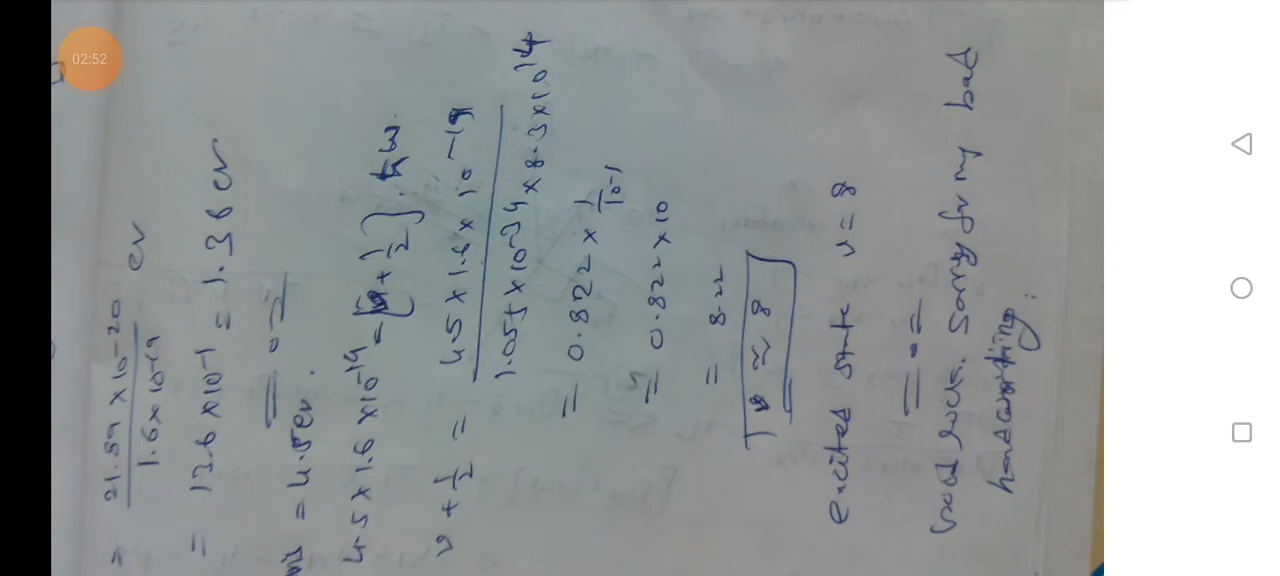 02:52
= 21.89 × 10⁻²⁰ / 1.6 × 10⁻¹⁹ ev
= 13.6 × 10⁻¹ = 1.36 ev
= 4.5 ev.
4.5 × 1.6 × 10⁻¹⁹ = [v + 1/2] . ħω.
v + 1/2 = 4.5 × 1.6 × 10⁻¹⁹ / 1.055 × 10⁻³⁴ × 8.3 × 10¹⁴
= 0.822 × 1/10⁻¹
= 0.822 × 10
= 8.22
v ≈ 8
excited state v = 8
Good luck. Sorry for my bad
handwriting.